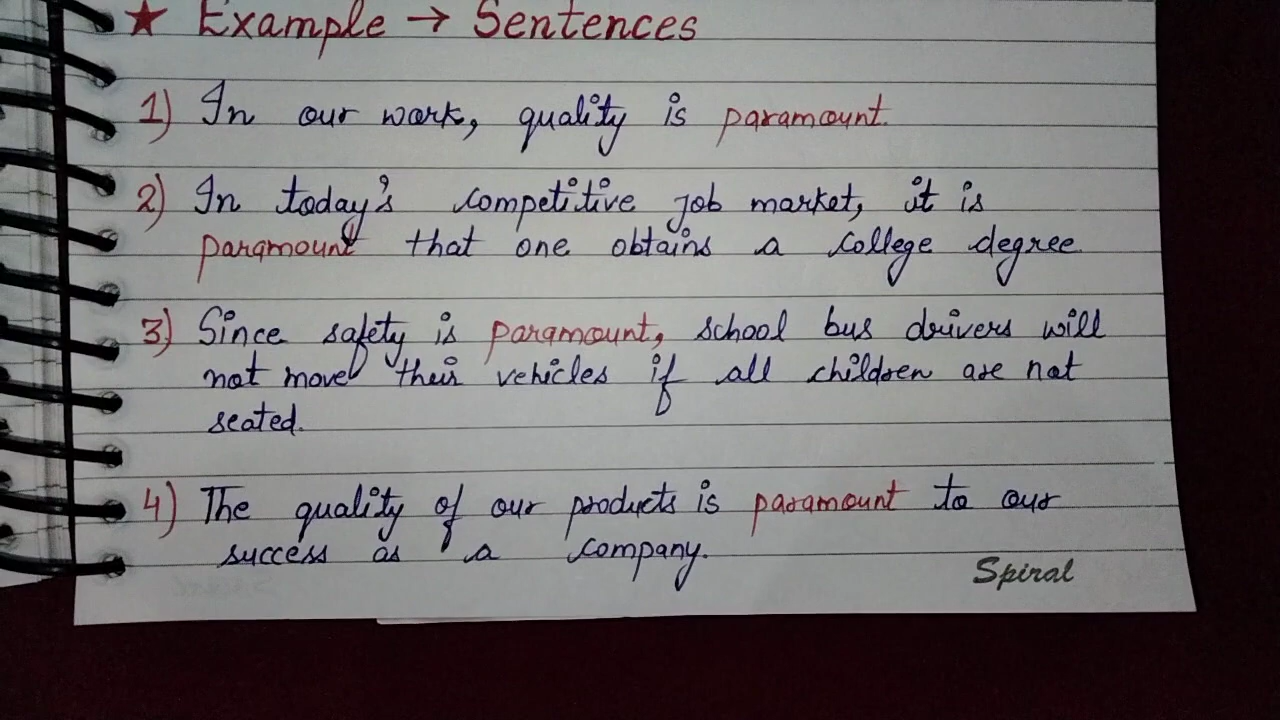 ★ Example → Sentences
1) In our work, quality is paramount.
2) In today's competitive job market, it is
paramount that one obtains a college degree
3) Since safety is paramount, school bus drivers will
not move their vehicles if all children are not
seated.
4) The quality of our products is paramount to our
success as a company.
Spiral